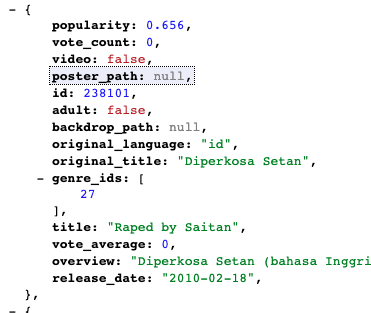 - {
popularity: 0.656,
vote_count: 0,
video: false,
poster_path: null,
id: 238101,
adult: false,
backdrop_path: null,
original_language: "id",
original_title: "Diperkosa Setan",
- genre_ids: [
27
],
title: "Raped by Saitan",
vote_average: 0,
overview: "Diperkosa Setan (bahasa Inggri
release_date: "2010-02-18",
},
- {